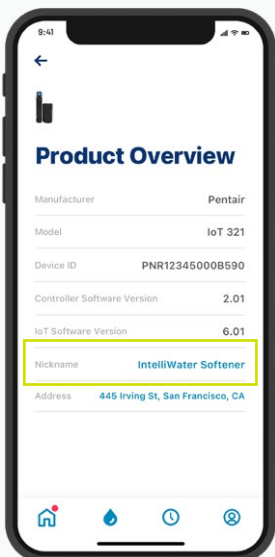 9:41
Product Overview
Manufacturer Pentair
Model IoT 321
Device ID PNR12345000B590
Controller Software Version 2.01
IoT Software Version 6.01
Nickname IntelliWater Softener
Address 445 Irving St, San Francisco, CA